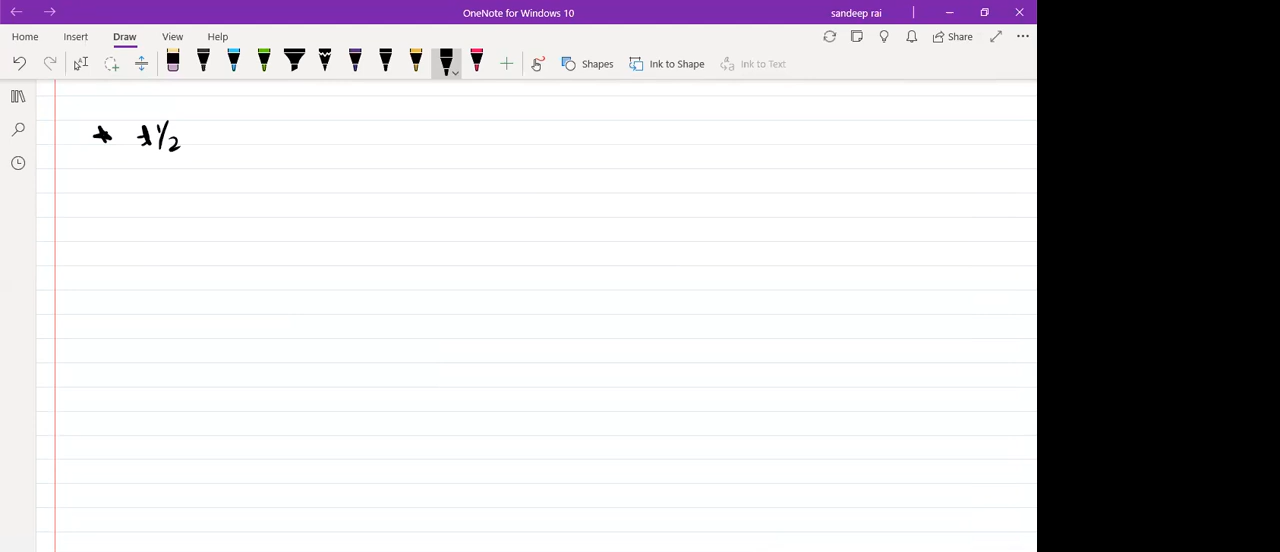 OneNote for Windows 10
sandeep rai
Home Insert Draw View Help
Share
Shapes
Ink to Shape
Ink to Text
* t 1/2